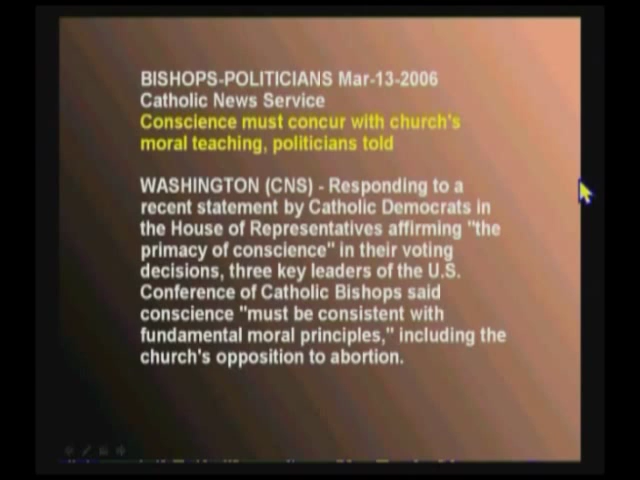 BISHOPS-POLITICIANS Mar-13-2006
Catholic News Service
Conscience must concur with church's
moral teaching, politicians told
WASHINGTON (CNS) - Responding to a
recent statement by Catholic Democrats in
the House of Representatives affirming "the
primacy of conscience" in their voting
decisions, three key leaders of the U.S.
Conference of Catholic Bishops said
conscience "must be consistent with
fundamental moral principles," including the
church's opposition to abortion.